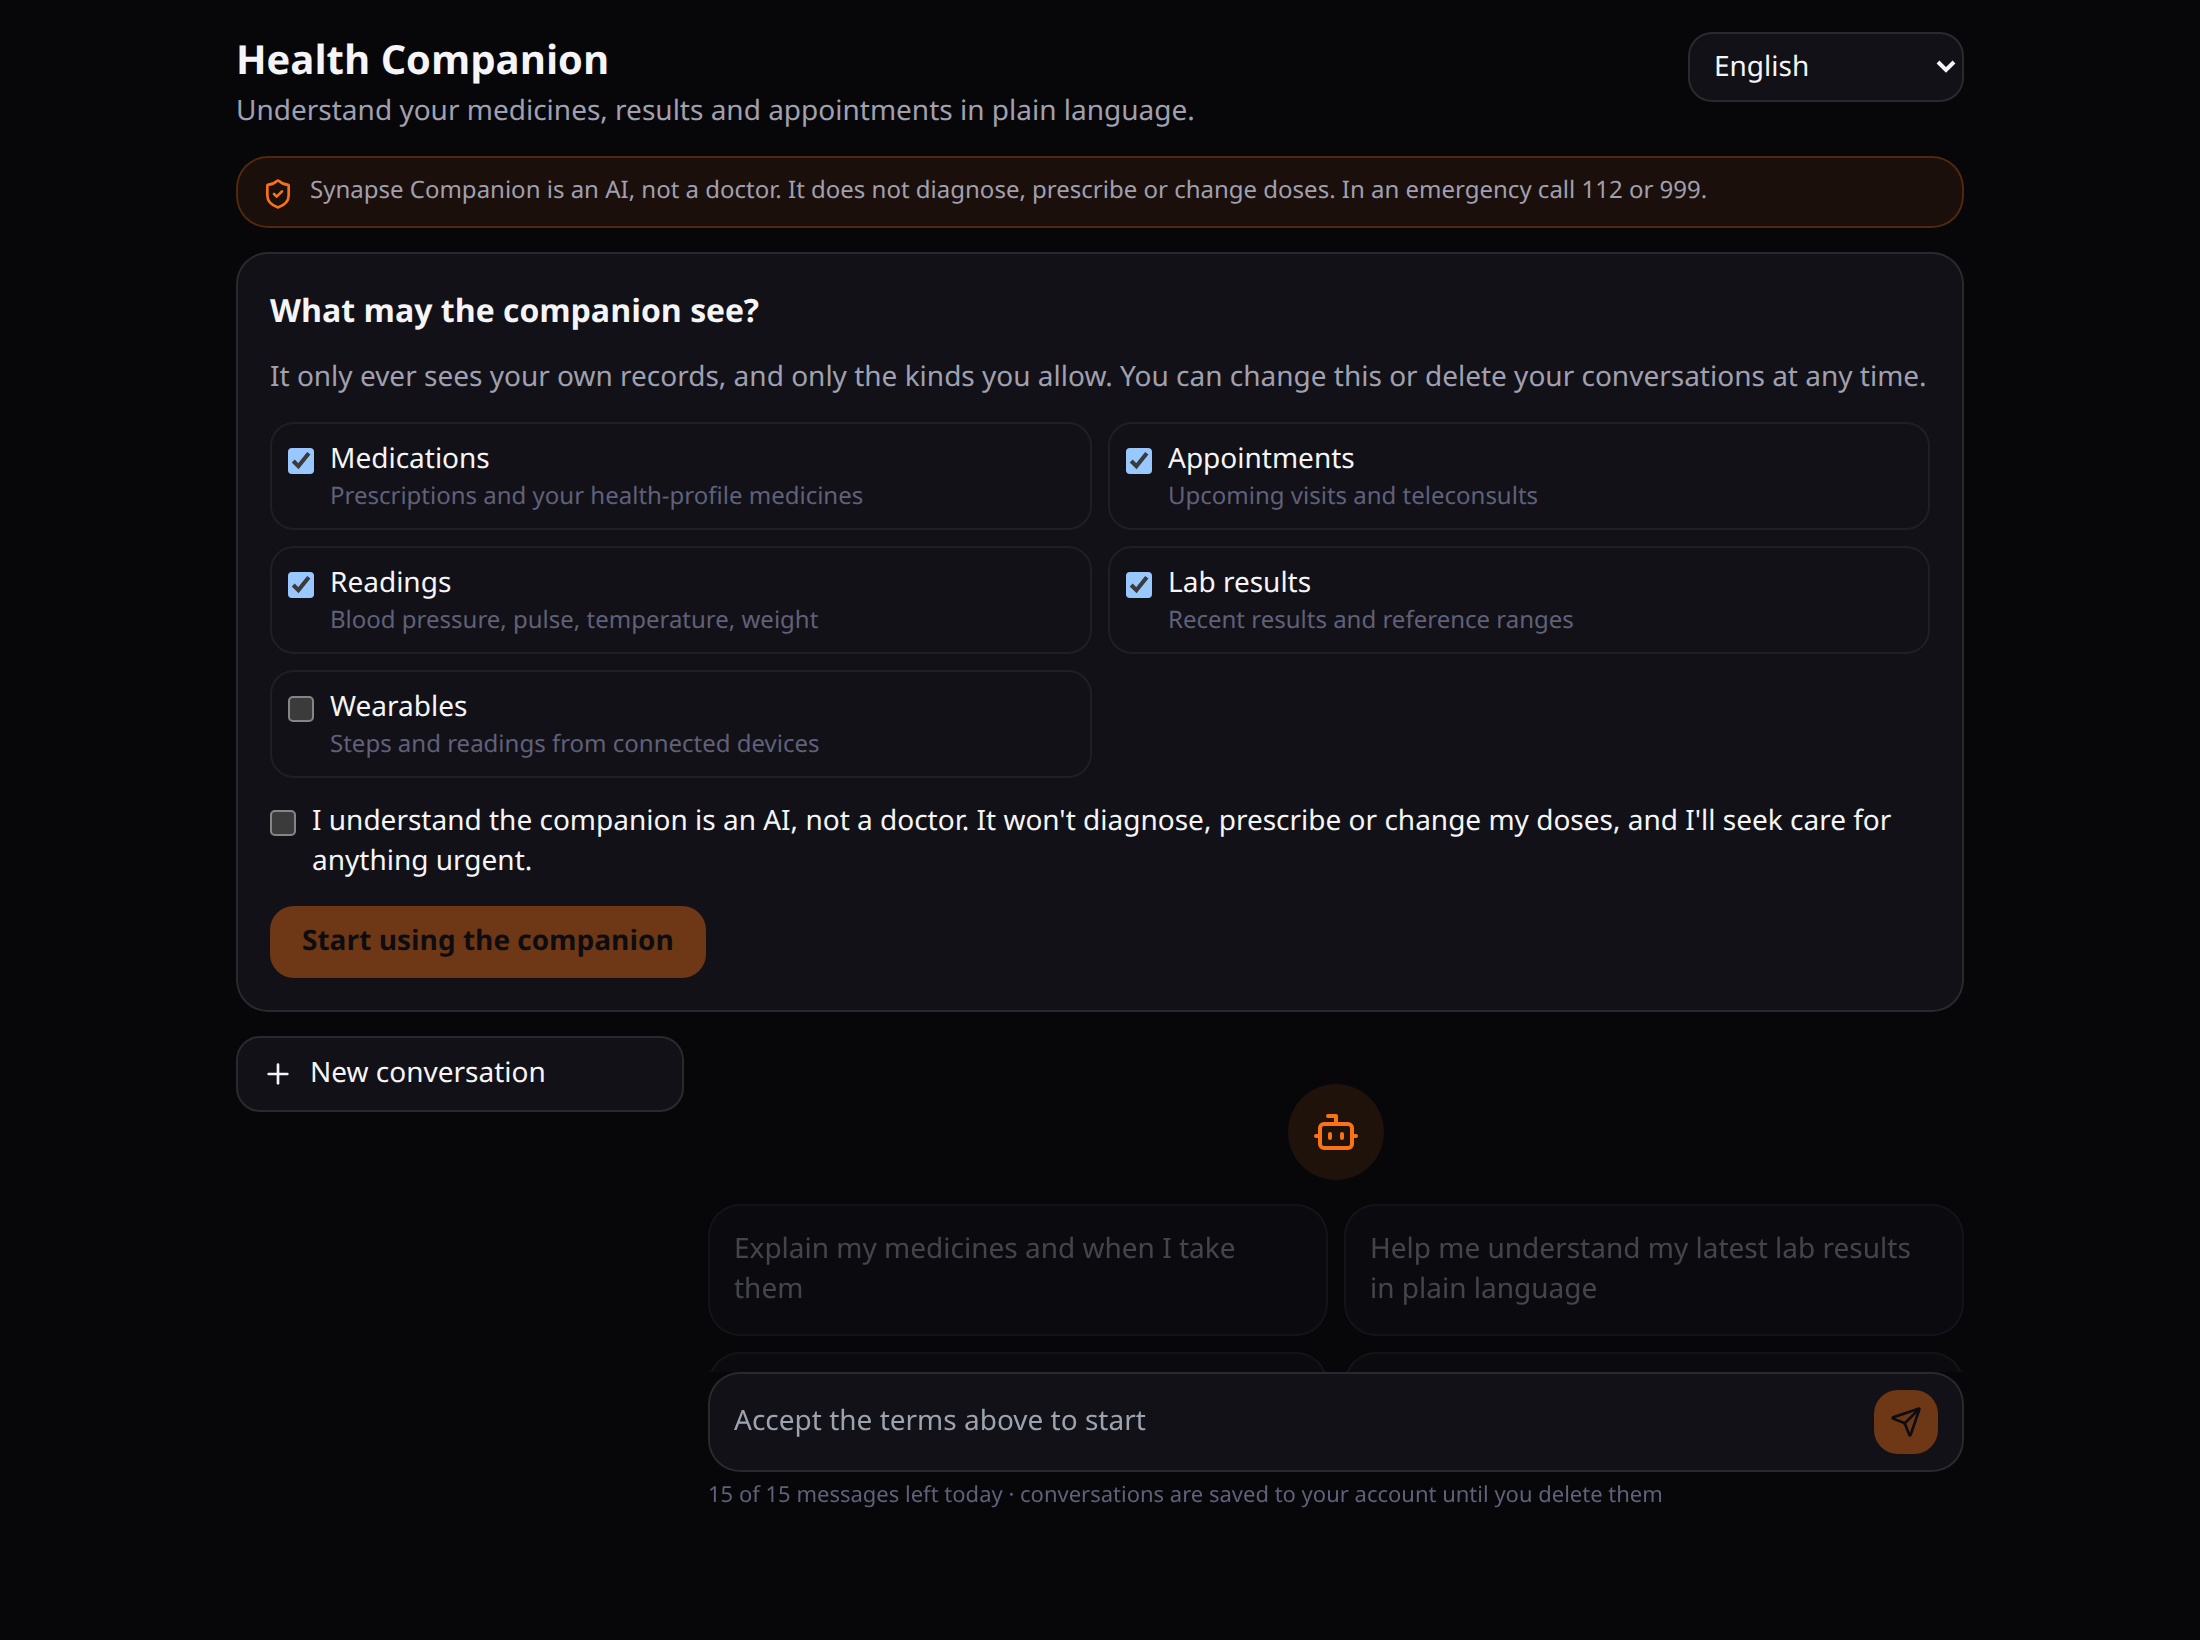 Health Companion
English
Understand your medicines, results and appointments in plain language.
Synapse Companion is an AI, not a doctor. It does not diagnose, prescribe or change doses. In an emergency call 112 or 999.
What may the companion see?
It only ever sees your own records, and only the kinds you allow. You can change this or delete your conversations at any time.
Medications
Prescriptions and your health-profile medicines
Appointments
Upcoming visits and teleconsults
Readings
Blood pressure, pulse, temperature, weight
Lab results
Recent results and reference ranges
Wearables
Steps and readings from connected devices
I understand the companion is an AI, not a doctor. It won't diagnose, prescribe or change my doses, and I'll seek care for
anything urgent.
Start using the companion
New conversation
Explain my medicines and when I take
them
Help me understand my latest lab results
in plain language
Accept the terms above to start
15 of 15 messages left today · conversations are saved to your account until you delete them